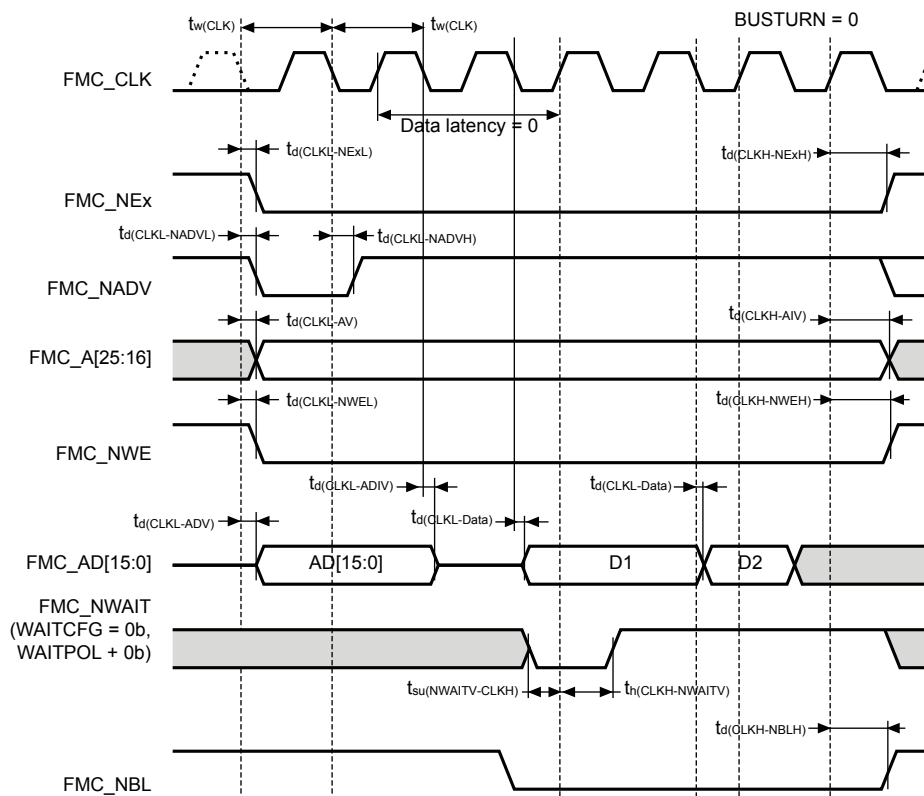 tw(CLK)
tw(CLK)
BUSTURN = 0
FMC_CLK
Data latency = 0
td(CLKL-NExL)
td(CLKH-NExH)
FMC_NEx
td(CLKL-NADVL)
td(CLKL-NADVH)
FMC_NADV
td(CLKL-AV)
td(CLKH-AIV)
FMC_A[25:16]
td(CLKL-NWEL)
td(CLKH-NWEH)
FMC_NWE
td(CLKL-ADIV)
td(CLKL-Data)
td(CLKL-ADV)
td(CLKL-Data)
FMC_AD[15:0]
AD[15:0]
D1
D2
FMC_NWAIT
(WAITCFG = 0b,
WAITPOL + 0b)
tsu(NWAITV-CLKH)
th(CLKH-NWAITV)
td(CLKH-NBLH)
FMC_NBL